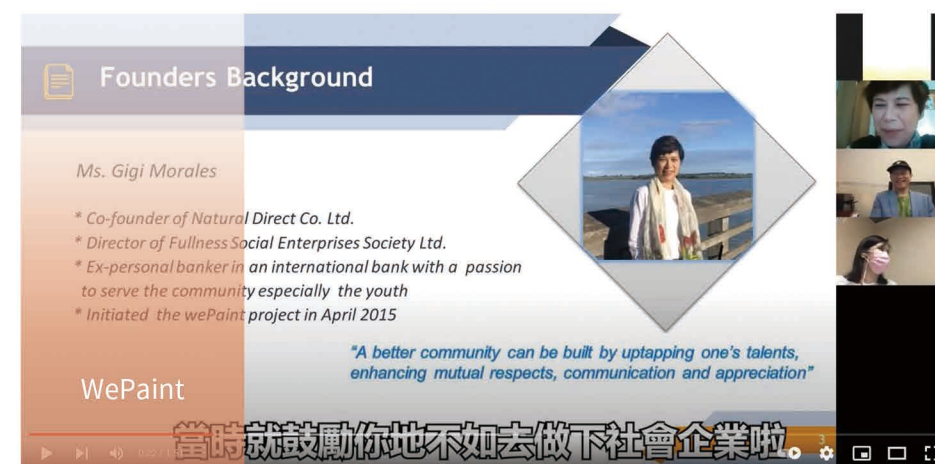 Founders Background
Ms. Gigi Morales
* Co-founder of Natural Direct Co. Ltd.
* Director of Fullness Social Enterprises Society Ltd.
* Ex-personal banker in an international bank with a passion
to serve the community especially the youth
* Initiated the wePaint project in April 2015
“A better community can be built by uptapping one’s talents,
enhancing mutual respects, communication and appreciation”
WePaint
當時就鼓勵你地不如去做下社會企業啦
3